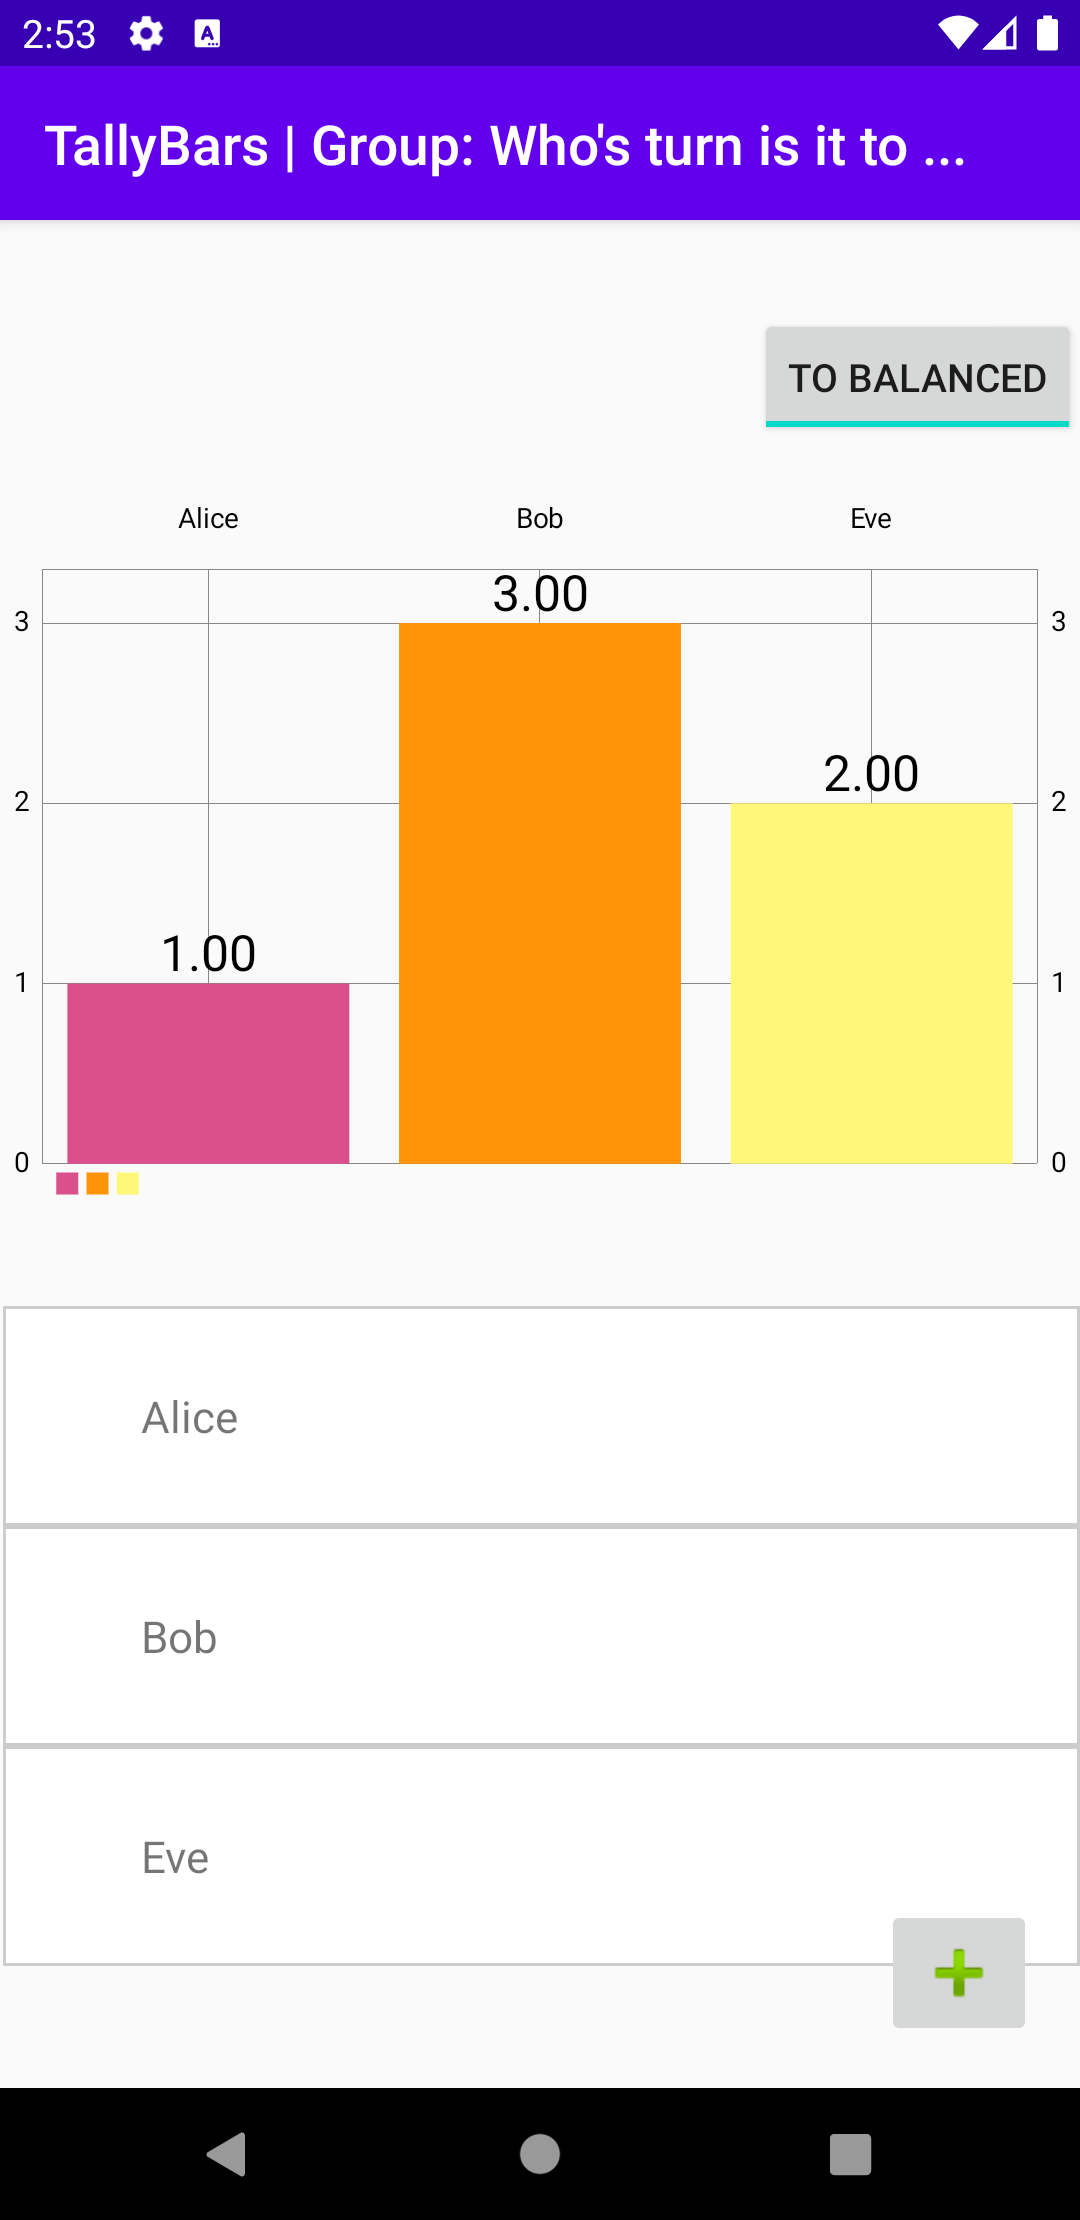 2:53
TallyBars | Group: Who's turn is it to ...
TO BALANCED
Alice Bob Eve
3.00
3 3
2.00
2 2
1.00
1 1
0 0
Alice
Bob
Eve